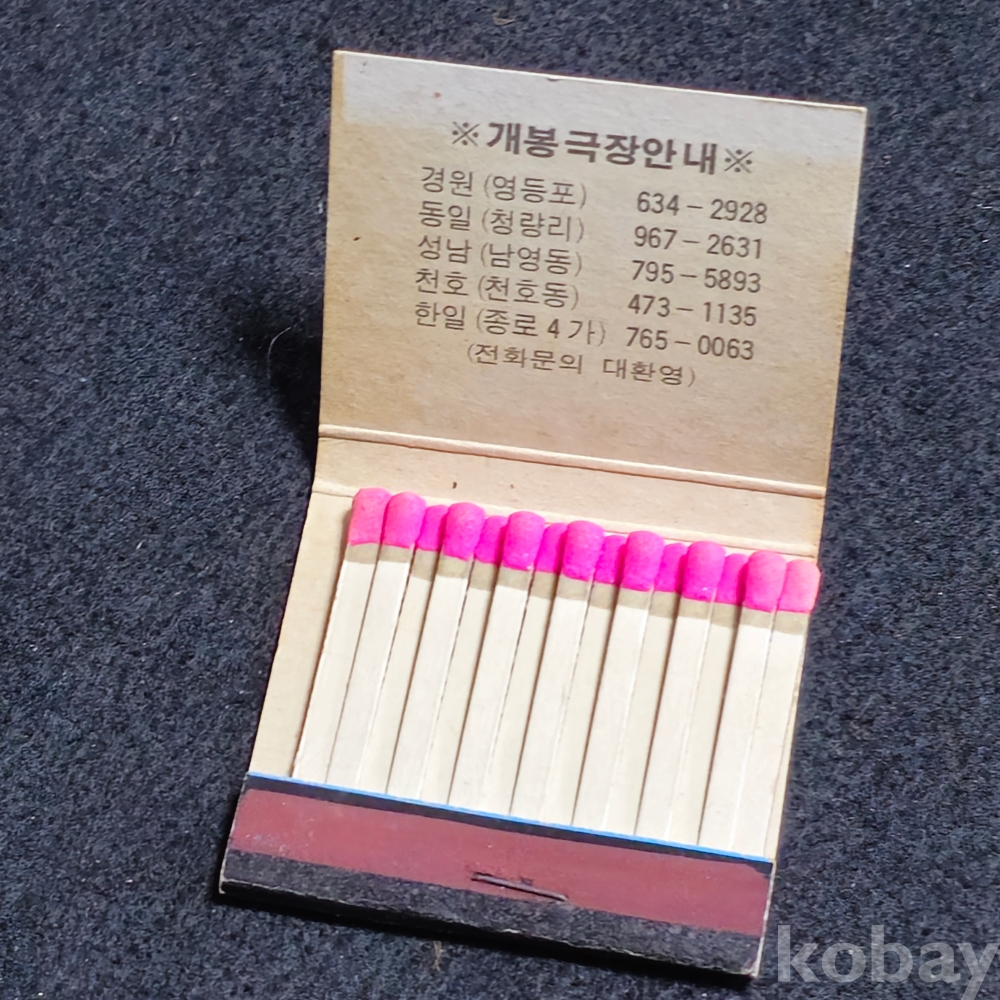 ※개봉극장안내※
경원 (영등포) 634-2928
동일 (청량리) 967-2631
성남 (남영동) 795-5893
천호 (천호동) 473-1135
한일 (종로4가) 765-0063
(전화문의 대환영)
kobay